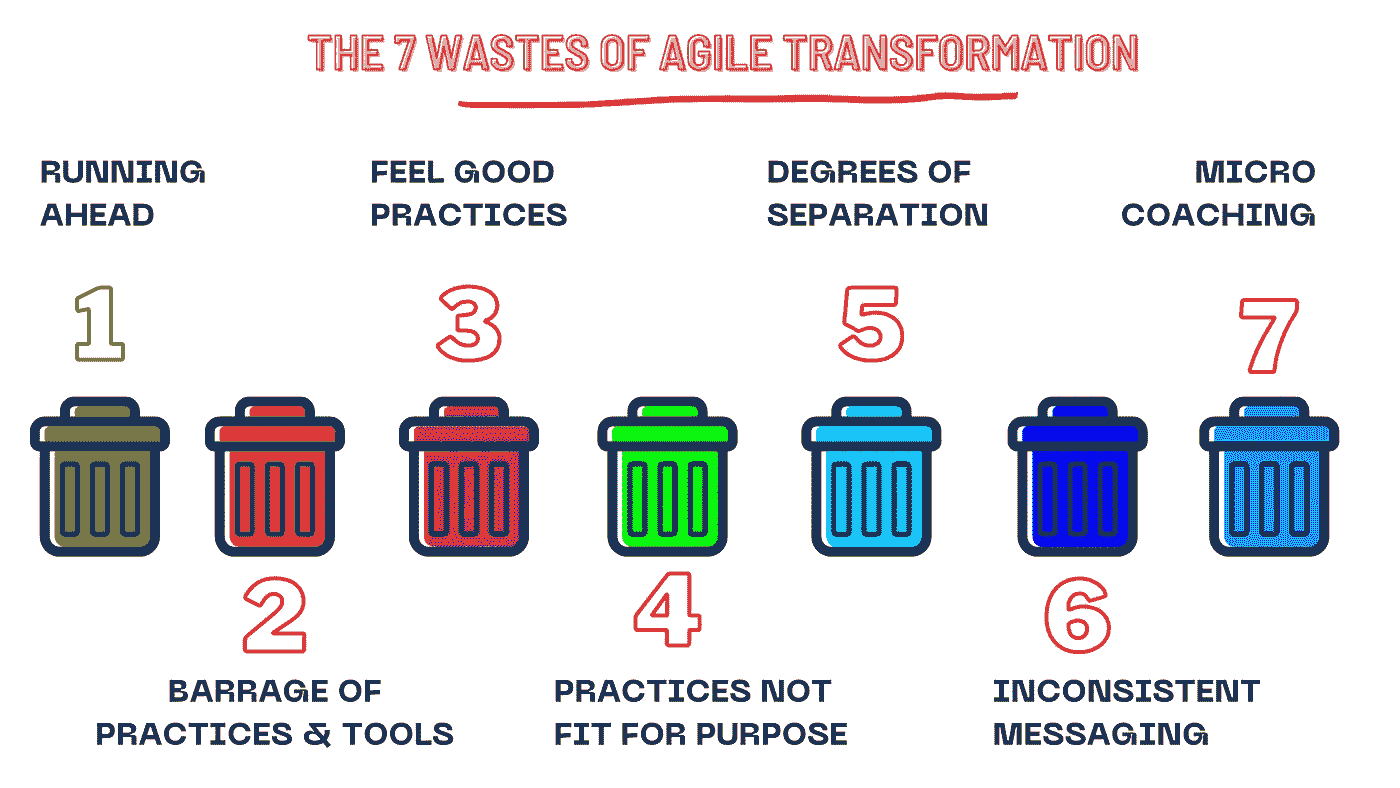 THE 7 WASTES OF AGILE TRANSFORMATION
RUNNING
AHEAD
FEEL GOOD
PRACTICES
DEGREES OF
SEPARATION
MICRO
COACHING
1
3
5
7
2
4
6
BARRAGE OF
PRACTICES & TOOLS
PRACTICES NOT
FIT FOR PURPOSE
INCONSISTENT
MESSAGING